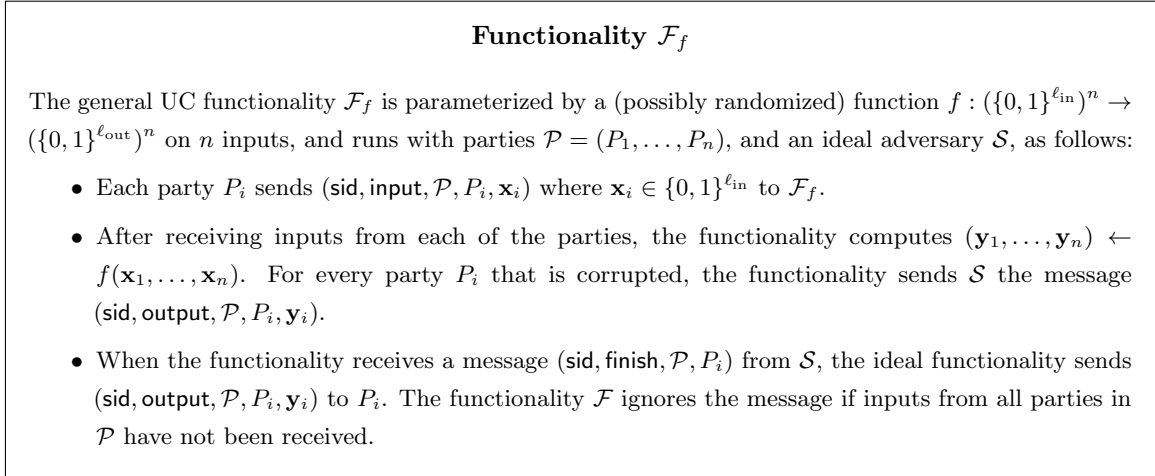 Functionality $\mathcal{F}_f$
The general UC functionality $\mathcal{F}_f$ is parameterized by a (possibly randomized) function $f : (\{0,1\}^{\ell_{\text{in}}})^n \rightarrow$
$(\{0,1\}^{\ell_{\text{out}}})^n$ on $n$ inputs, and runs with parties $\mathcal{P} = (P_1, \ldots, P_n)$, and an ideal adversary $\mathcal{S}$, as follows:
• Each party $P_i$ sends $(\mathsf{sid}, \mathsf{input}, \mathcal{P}, P_i, \mathbf{x}_i)$ where $\mathbf{x}_i \in \{0,1\}^{\ell_{\text{in}}}$ to $\mathcal{F}_f$.
• After receiving inputs from each of the parties, the functionality computes $(\mathbf{y}_1, \ldots, \mathbf{y}_n) \leftarrow$
$f(\mathbf{x}_1, \ldots, \mathbf{x}_n)$. For every party $P_i$ that is corrupted, the functionality sends $\mathcal{S}$ the message
$(\mathsf{sid}, \mathsf{output}, \mathcal{P}, P_i, \mathbf{y}_i)$.
• When the functionality receives a message $(\mathsf{sid}, \mathsf{finish}, \mathcal{P}, P_i)$ from $\mathcal{S}$, the ideal functionality sends
$(\mathsf{sid}, \mathsf{output}, \mathcal{P}, P_i, \mathbf{y}_i)$ to $P_i$. The functionality $\mathcal{F}$ ignores the message if inputs from all parties in
$\mathcal{P}$ have not been received.